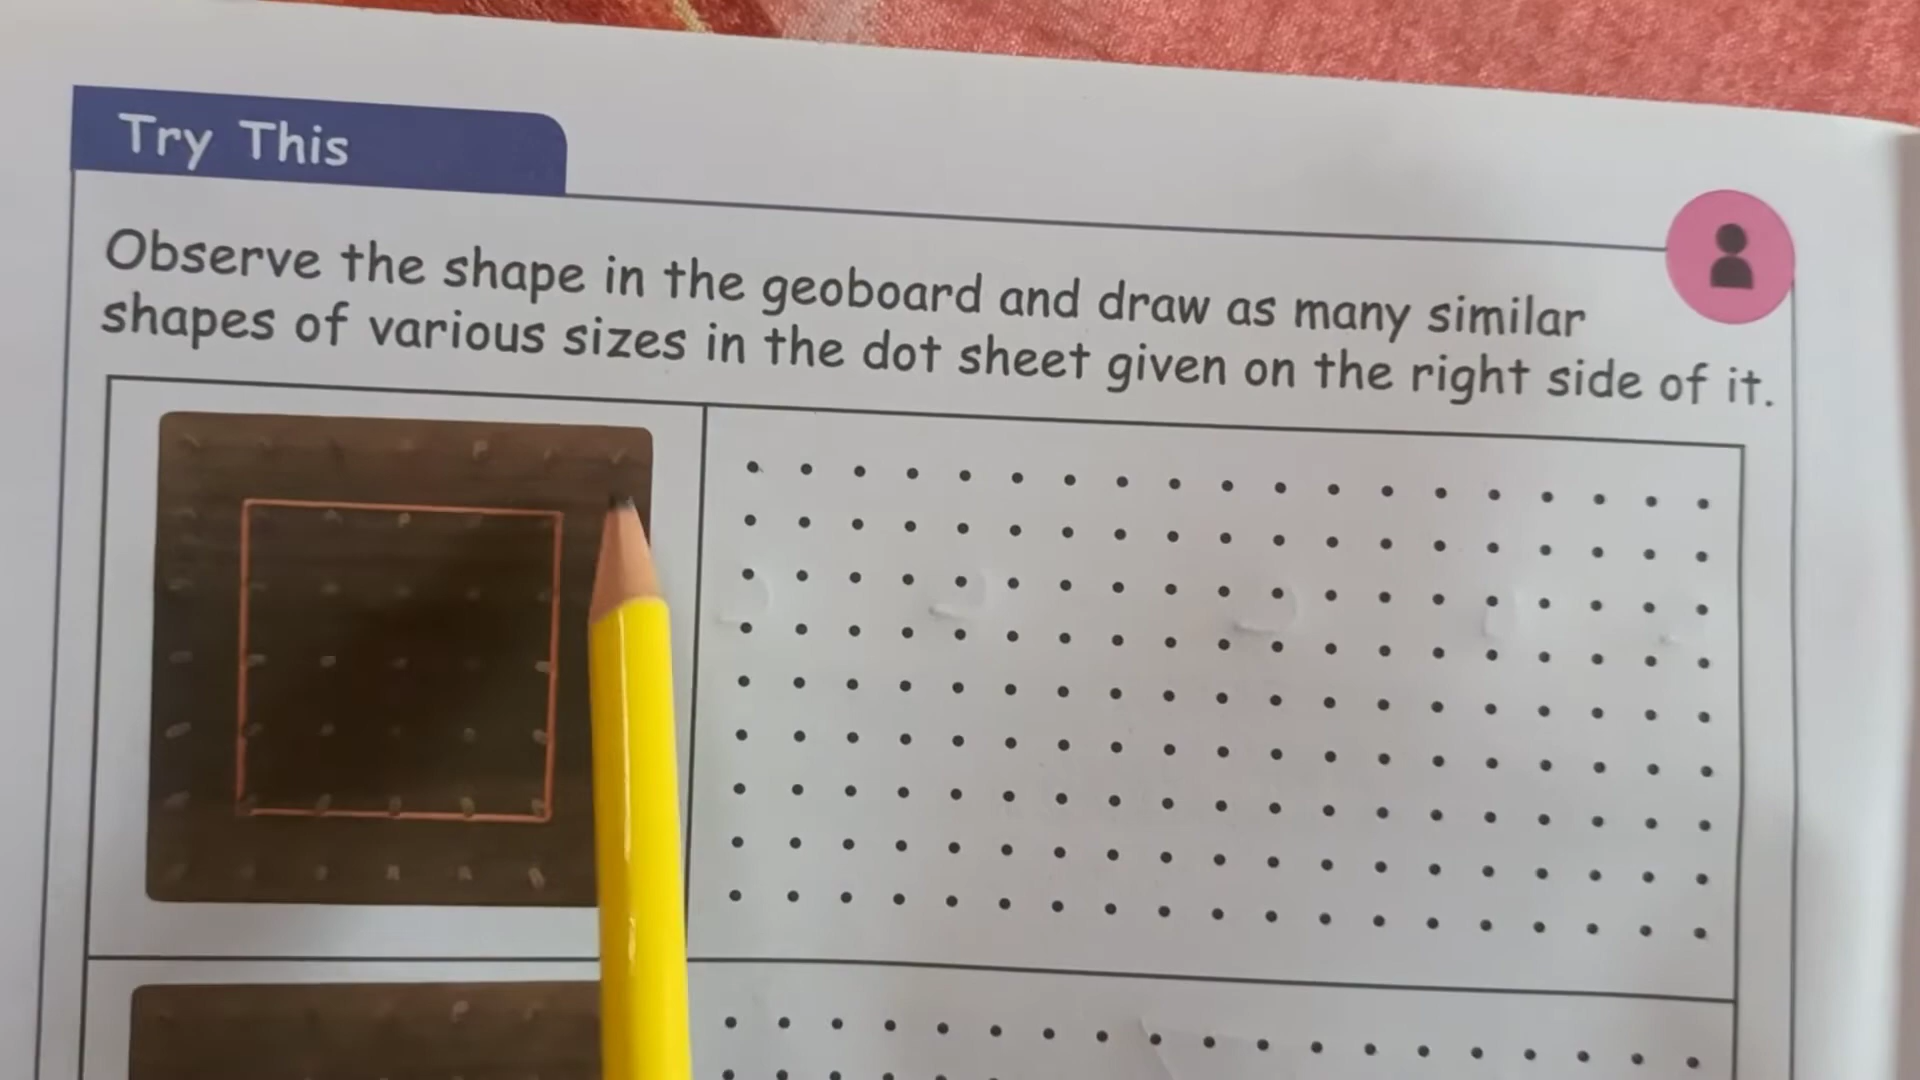 Try This
Observe the shape in the geoboard and draw as many similar
shapes of various sizes in the dot sheet given on the right side of it.